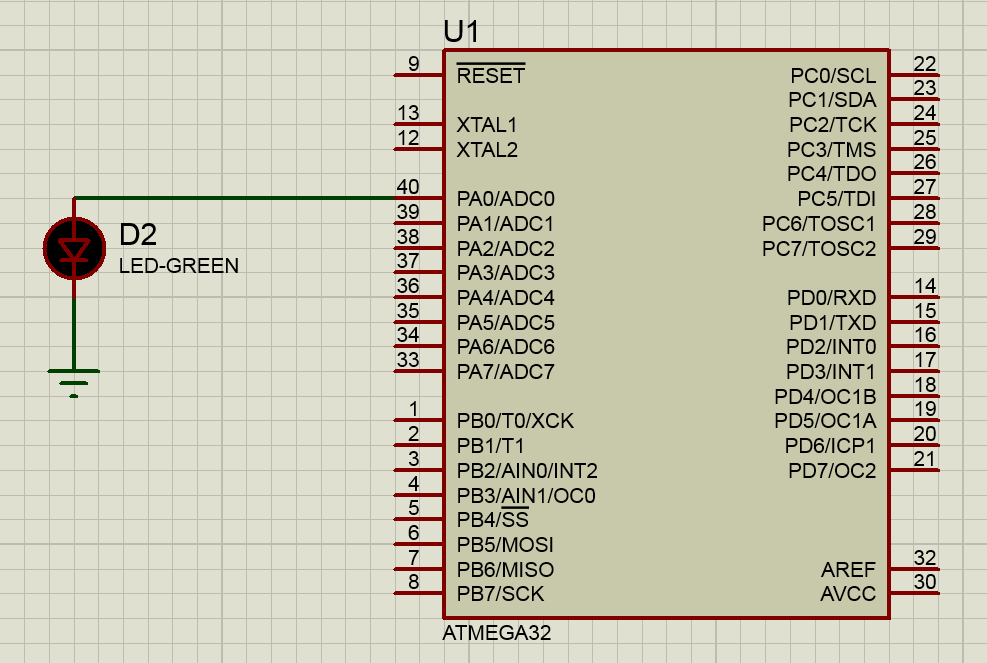 U1
9 RESET
13 XTAL1
12 XTAL2
40 PA0/ADC0
39 PA1/ADC1
38 PA2/ADC2
37 PA3/ADC3
36 PA4/ADC4
35 PA5/ADC5
34 PA6/ADC6
33 PA7/ADC7
1 PB0/T0/XCK
2 PB1/T1
3 PB2/AIN0/INT2
4 PB3/AIN1/OC0
5 PB4/SS
6 PB5/MOSI
7 PB6/MISO
8 PB7/SCK
PC0/SCL 22
PC1/SDA 23
PC2/TCK 24
PC3/TMS 25
PC4/TDO 26
PC5/TDI 27
PC6/TOSC1 28
PC7/TOSC2 29
PD0/RXD 14
PD1/TXD 15
PD2/INT0 16
PD3/INT1 17
PD4/OC1B 18
PD5/OC1A 19
PD6/ICP1 20
PD7/OC2 21
AREF 32
AVCC 30
ATMEGA32
D2
LED-GREEN